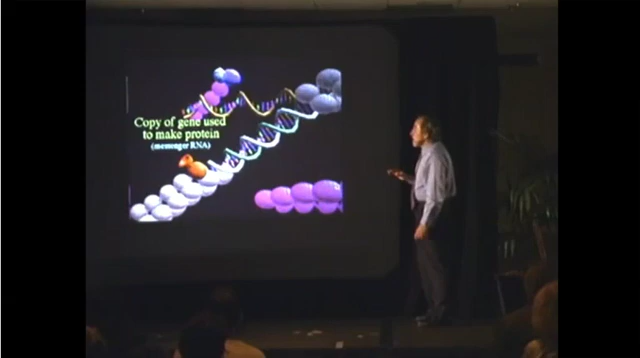 Copy of gene used
to make protein
(messenger RNA)